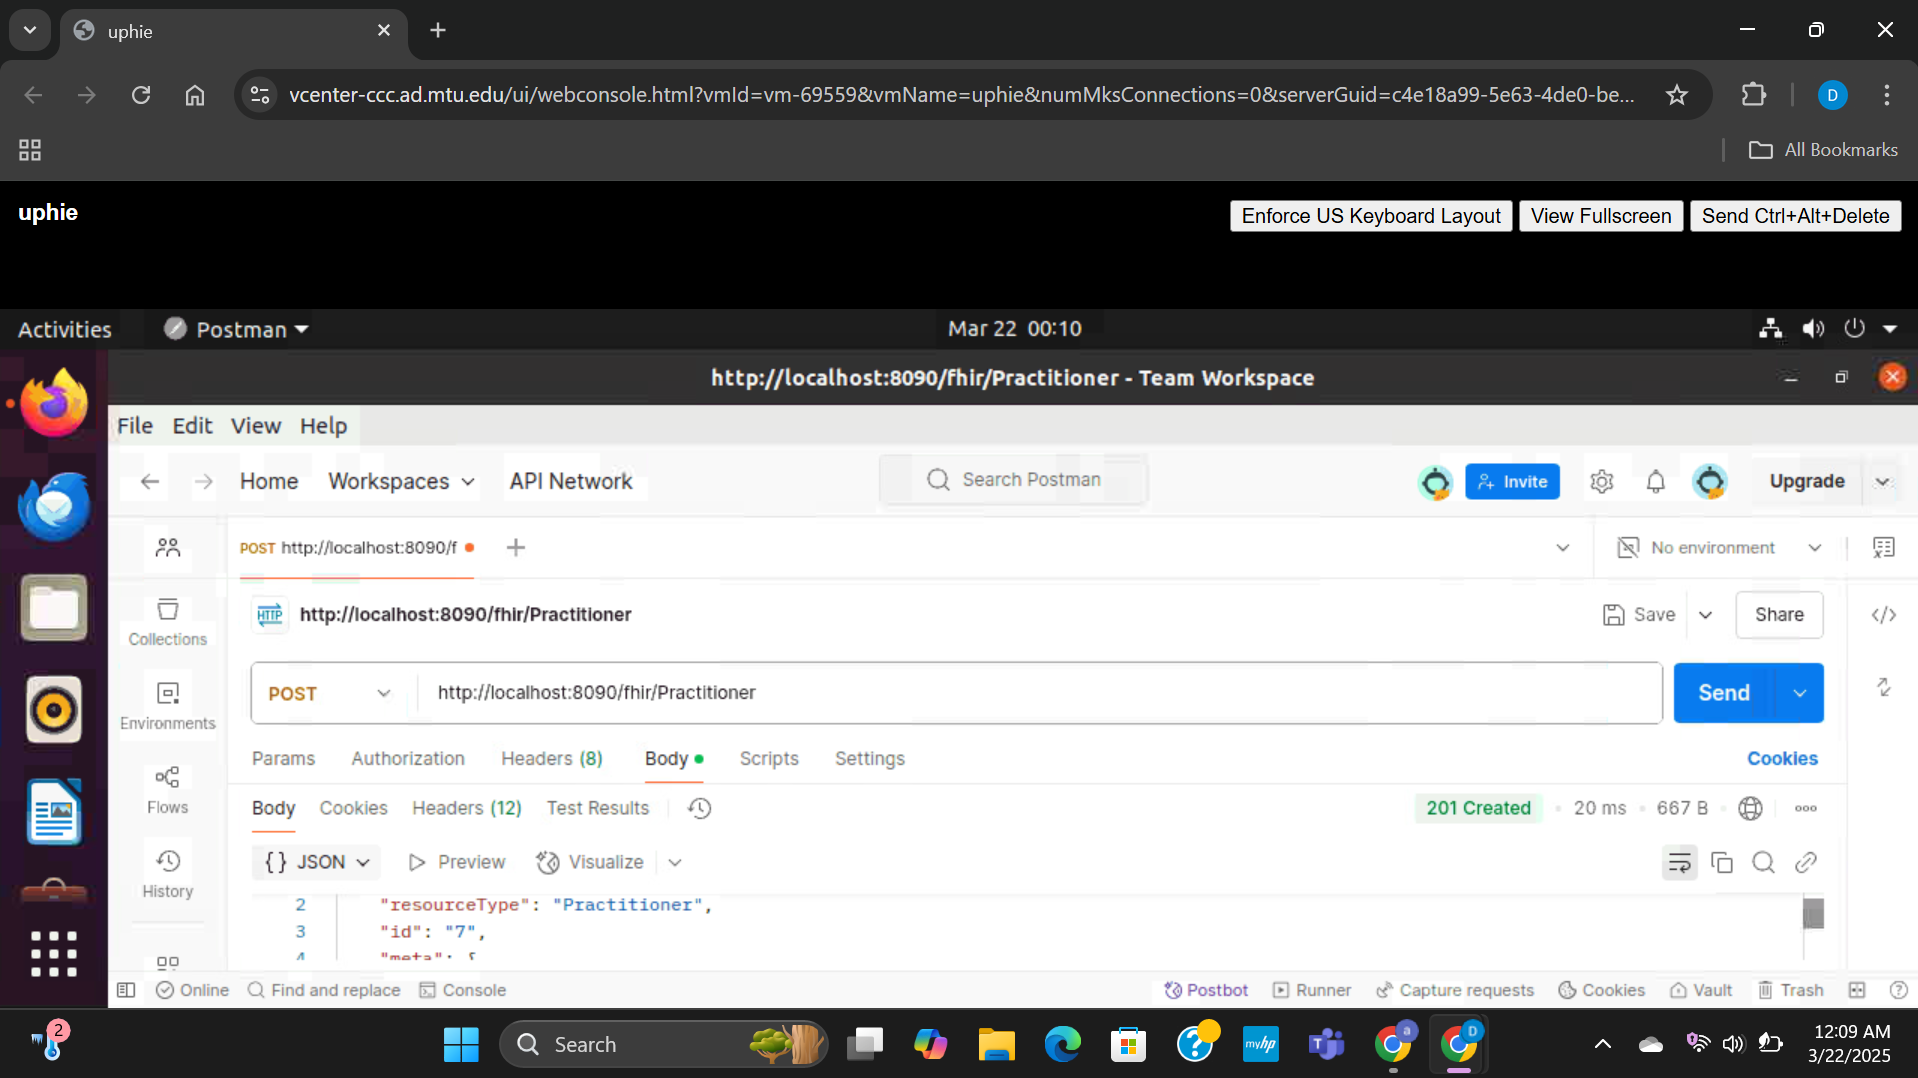 uphie
vcenter-ccc.ad.mtu.edu/ui/webconsole.html?vmId=vm-69559&vmName=uphie&numMksConnections=0&serverGuid=c4e18a99-5e63-4de0-be...
D
All Bookmarks
uphie
Enforce US Keyboard Layout
View Fullscreen
Send Ctrl+Alt+Delete
Activities
Postman
Mar 22 00:10
http://localhost:8090/fhir/Practitioner - Team Workspace
File Edit View Help
Home Workspaces API Network
Search Postman
Invite
Upgrade
POST http://localhost:8090/f
No environment
HTTP http://localhost:8090/fhir/Practitioner
Save
Share
Collections
POST http://localhost:8090/fhir/Practitioner
Send
Environments
Params Authorization Headers (8) Body Scripts Settings
Cookies
Flows
Body Cookies Headers (12) Test Results
201 Created 20 ms 667 B
{} JSON Preview Visualize
History
2 "resourceType": "Practitioner",
3 "id": "7",
4 "meta": {
Online Find and replace Console
Postbot Runner Capture requests Cookies Vault Trash
2
Search
myhp
a
D
12:09 AM
3/22/2025